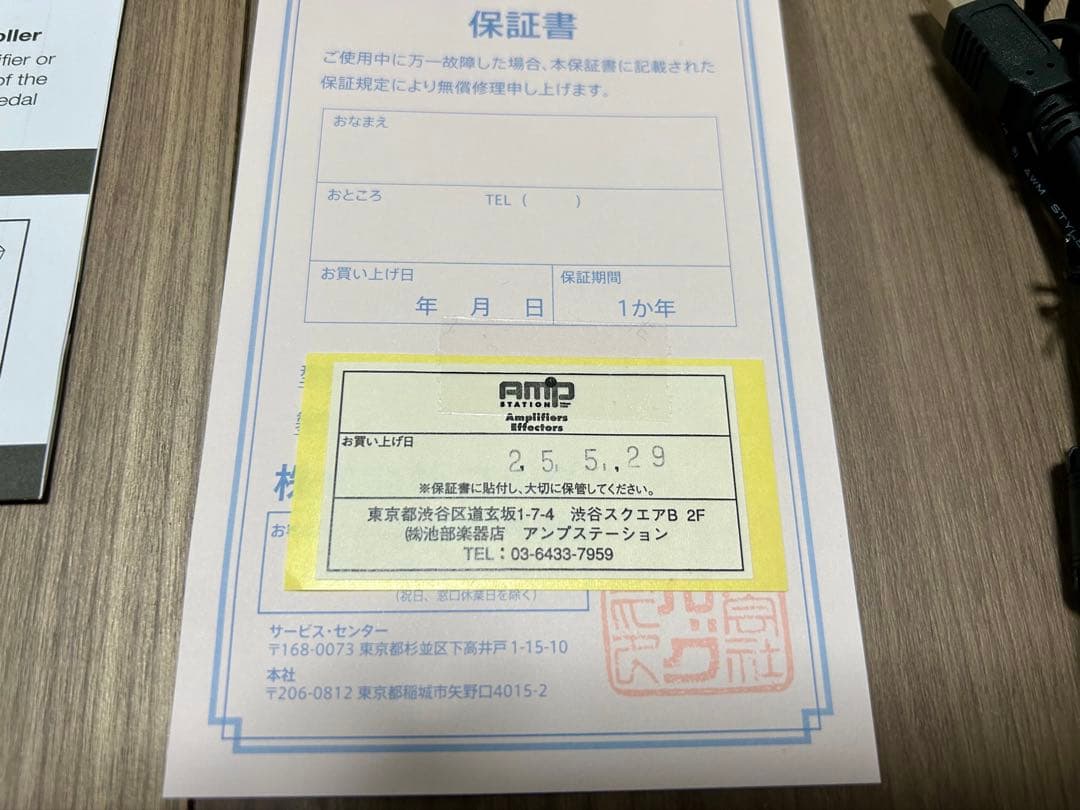 oller
fier or
of the
edal
保証書
ご使用中に万一故障した場合、本保証書に記載された
保証規定により無償修理申し上げます。
おなまえ
おところ TEL ( )
お買い上げ日 保証期間
年 月 日 1か年
株
AMP
STATION
Amplifiers
Effectors
お買い上げ日
25 5. 29
※保証書に貼付し、大切に保管してください。
東京都渋谷区道玄坂1-7-4 渋谷スクエアB 2F
㈱池部楽器店 アンプステーション
TEL:03-6433-7959
(祝日、窓口休業日を除く)
サービス・センター
〒168-0073 東京都杉並区下高井戸1-15-10
本社
〒206-0812 東京都稲城市矢野口4015-2
AWM STYL